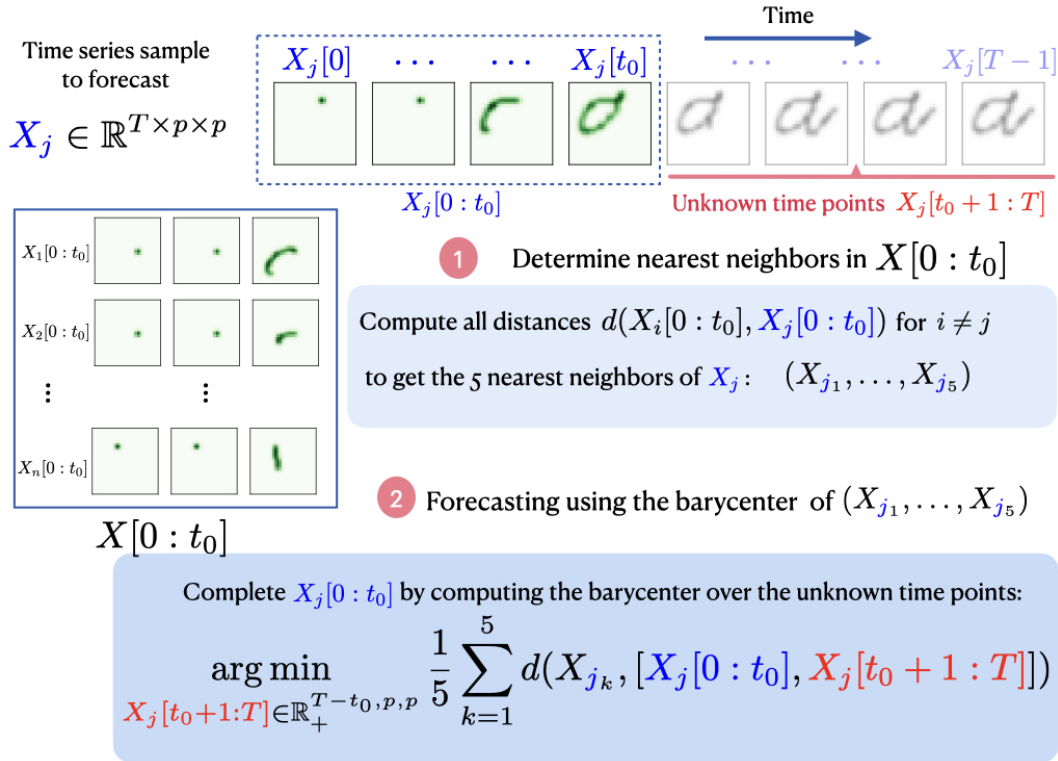 Time series sample
to forecast
X_j ∈ ℝ^{T×p×p}
Time
X_j[0] · · · · · · X_j[t_0] · · · · · · X_j[T − 1]
X_j[0 : t_0]
Unknown time points X_j[t_0 + 1 : T]
X_1[0 : t_0]
X_2[0 : t_0]
⋮ ⋮
X_n[0 : t_0]
X[0 : t_0]
1 Determine nearest neighbors in X[0 : t_0]
Compute all distances d(X_i[0 : t_0], X_j[0 : t_0]) for i ≠ j
to get the 5 nearest neighbors of X_j : (X_{j_1}, . . . , X_{j_5})
2 Forecasting using the barycenter of (X_{j_1}, . . . , X_{j_5})
Complete X_j[0 : t_0] by computing the barycenter over the unknown time points:
arg min_{X_j[t_0+1:T]∈ℝ_+^{T−t_0,p,p}} \frac{1}{5} \sum_{k=1}^{5} d(X_{j_k}, [X_j[0 : t_0], X_j[t_0 + 1 : T]])